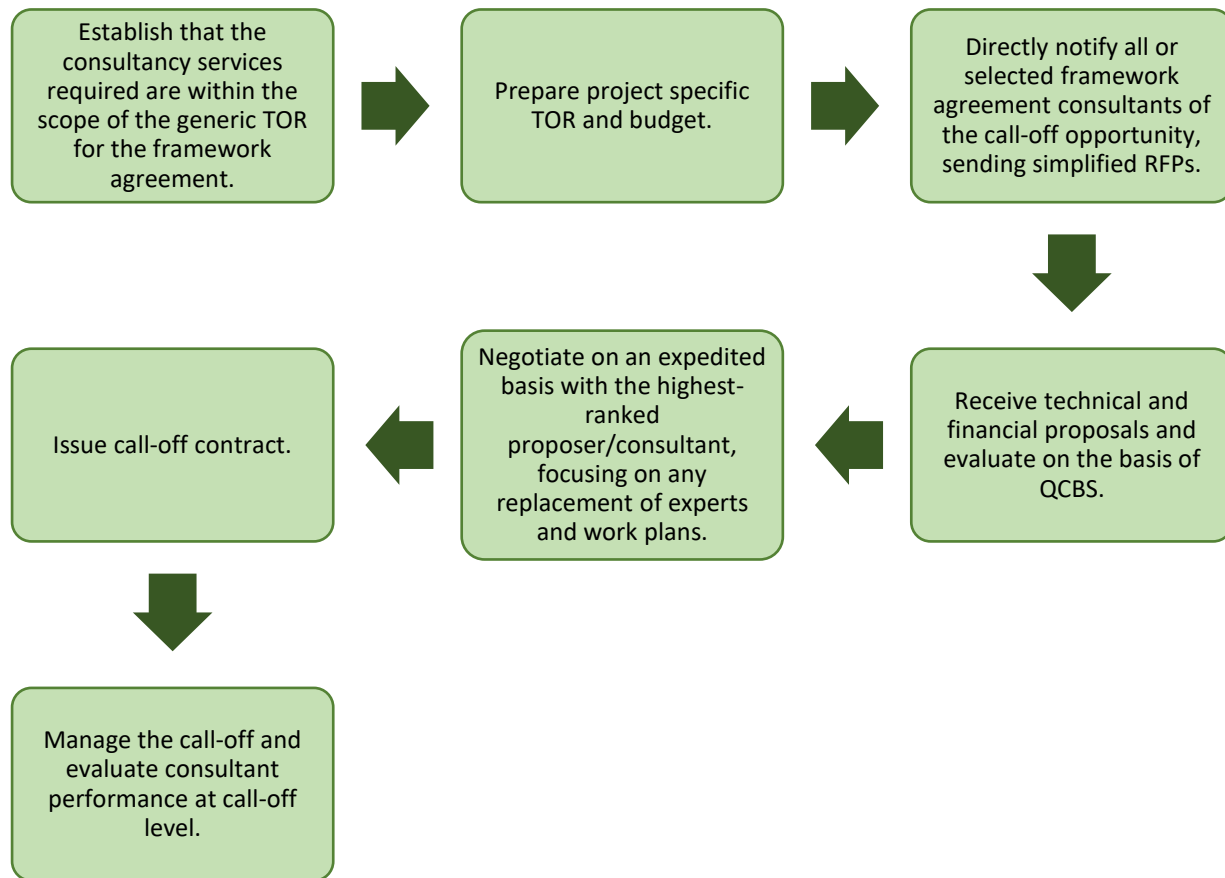 Establish that the
consultancy services
required are within the
scope of the generic TOR
for the framework
agreement.
Prepare project specific
TOR and budget.
Directly notify all or
selected framework
agreement consultants of
the call-off opportunity,
sending simplified RFPs.
Receive technical and
financial proposals and
evaluate on the basis of
QCBS.
Negotiate on an expedited
basis with the highest-
ranked
proposer/consultant,
focusing on any
replacement of experts
and work plans.
Issue call-off contract.
Manage the call-off and
evaluate consultant
performance at call-off
level.